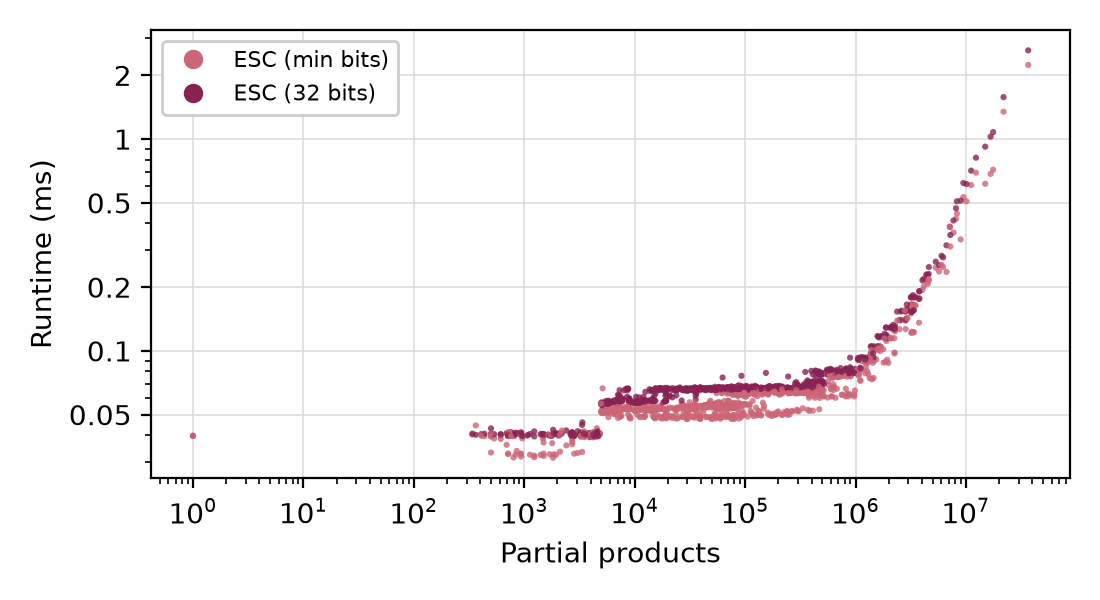 ESC (min bits)
ESC (32 bits)
Runtime (ms)
2
1
0.5
0.2
0.1
0.05
10⁰ 10¹ 10² 10³ 10⁴ 10⁵ 10⁶ 10⁷
Partial products